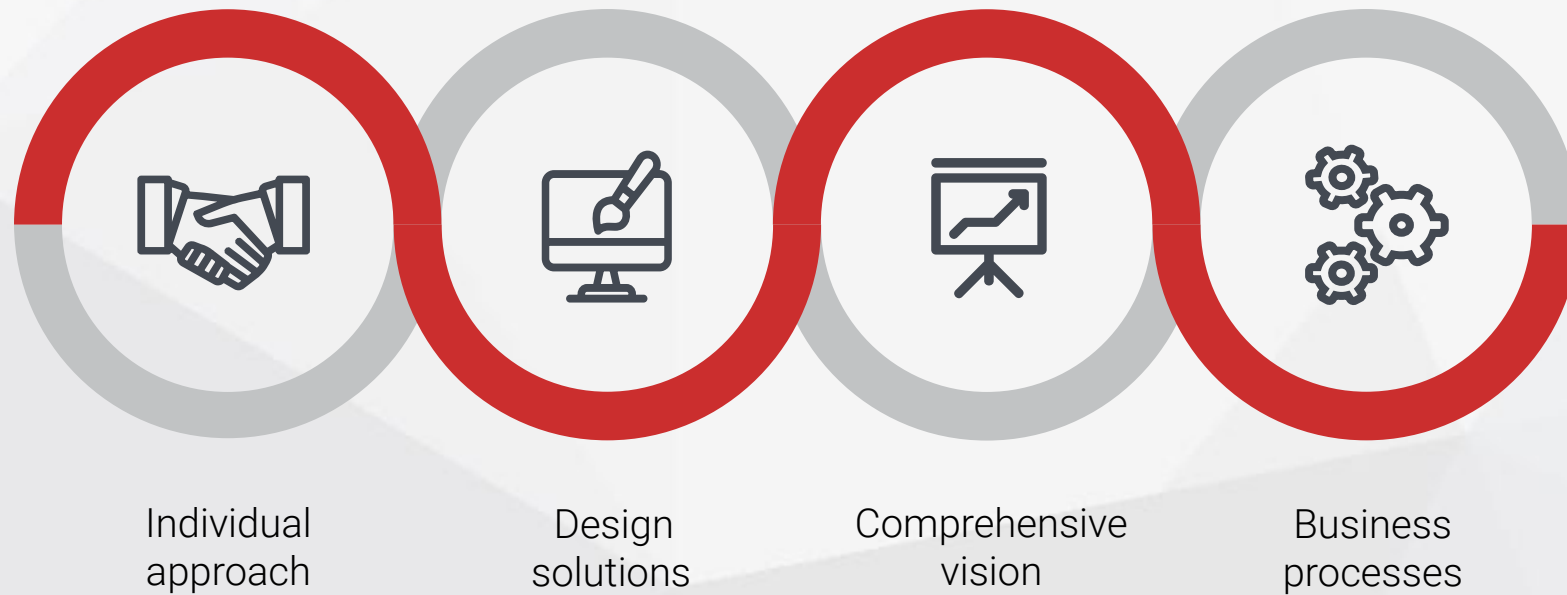 Individual
approach
Design
solutions
Comprehensive
vision
Business
processes